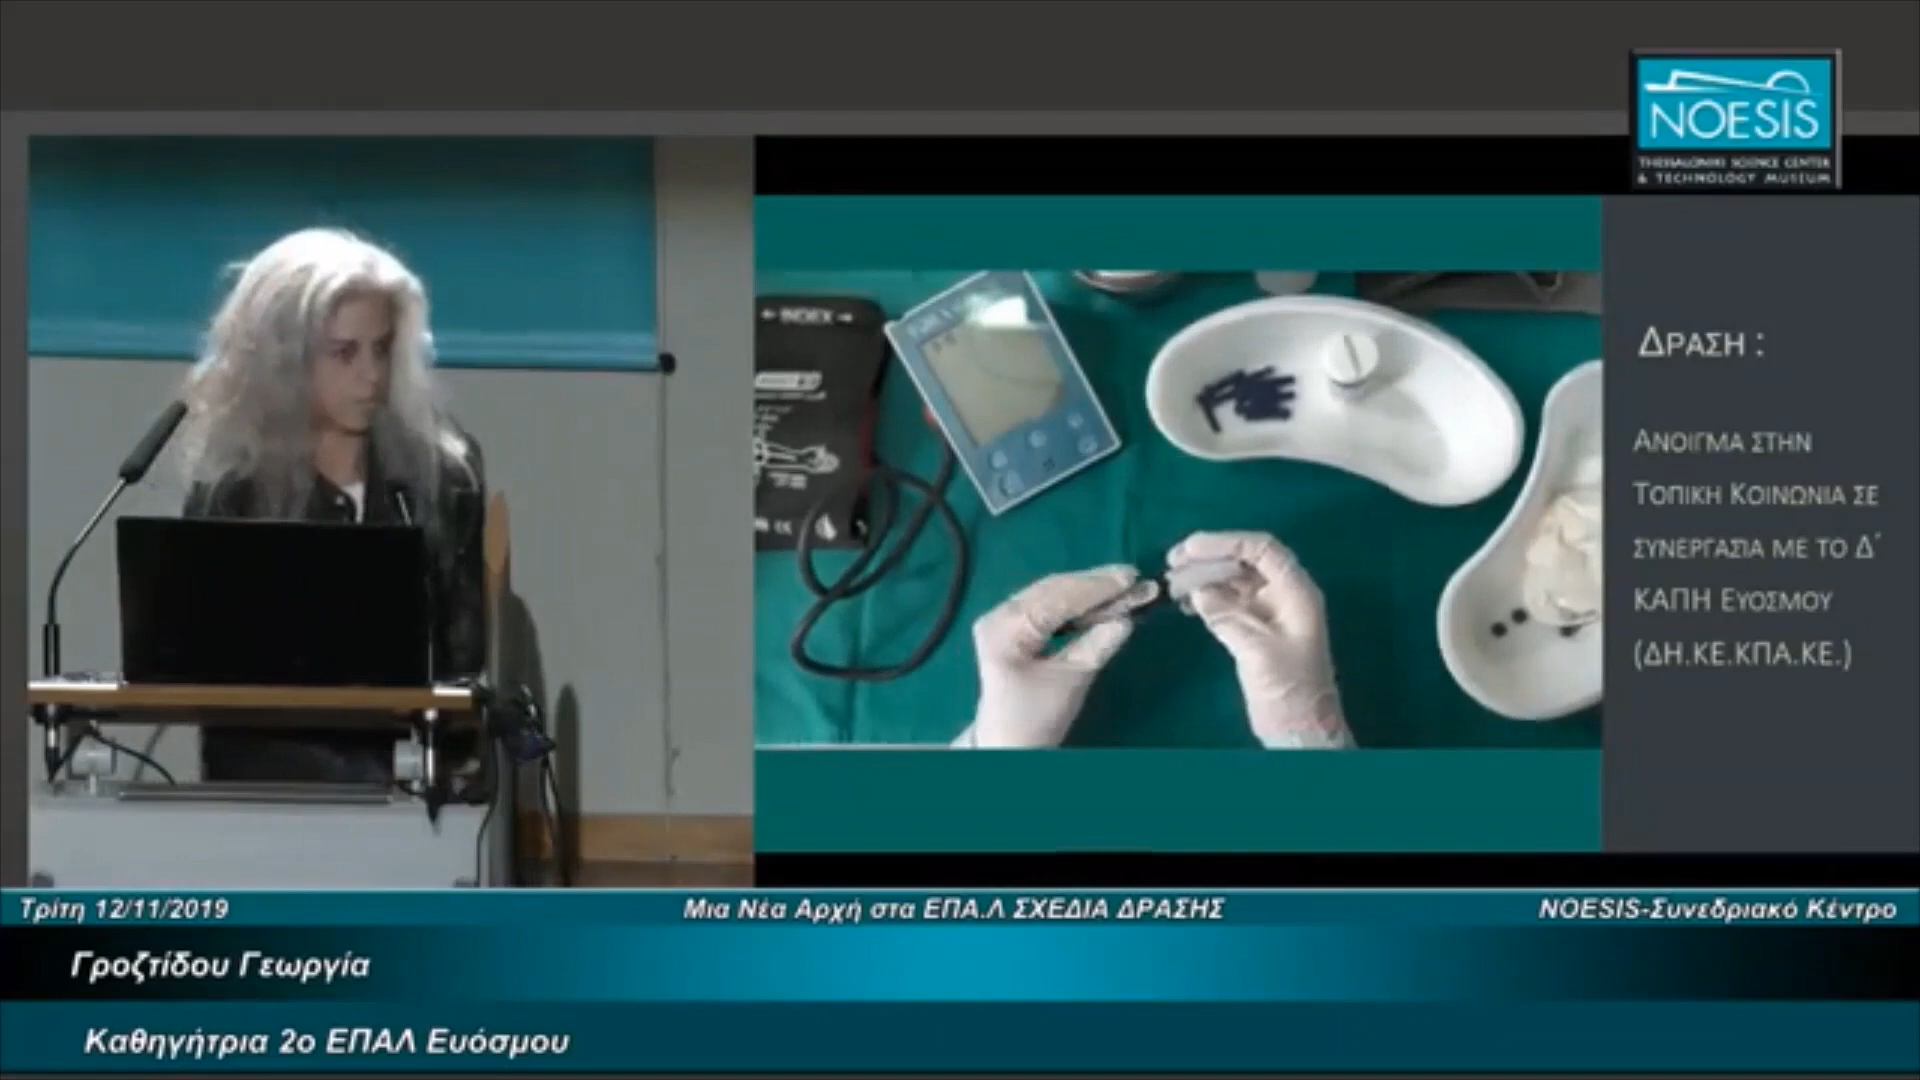 NOESIS
THESSALONIKI SCIENCE CENTER
& TECHNOLOGY MUSEUM
← INDEX →
ΔΡΑΣΗ :
ΑΝΟΙΓΜΑ ΣΤΗΝ
ΤΟΠΙΚΗ ΚΟΙΝΩΝΙΑ ΣΕ
ΣΥΝΕΡΓΑΣΙΑ ΜΕ ΤΟ Δ΄
ΚΑΠΗ ΕΥΟΣΜΟΥ
(ΔΗ.ΚΕ.ΚΠΑ.ΚΕ.)
Τρίτη 12/11/2019
Μια Νέα Αρχή στα ΕΠΑ.Λ ΣΧΕΔΙΑ ΔΡΑΣΗΣ
NOESIS-Συνεδριακό Κέντρο
Γροζτίδου Γεωργία
Καθηγήτρια 2ο ΕΠΑΛ Ευόσμου